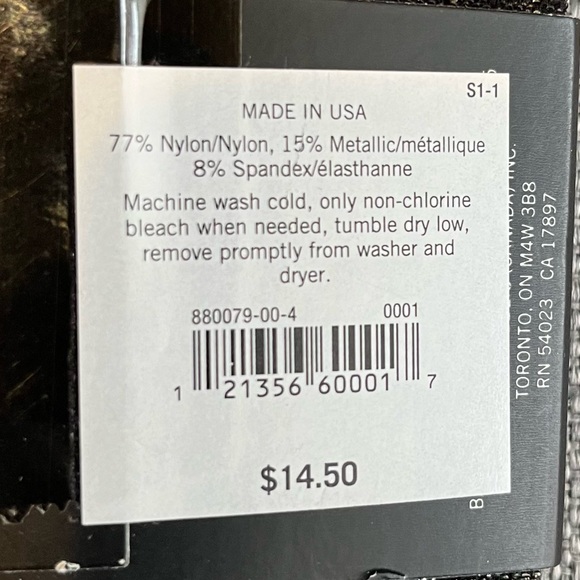 S1-1
MADE IN USA
77% Nylon/Nylon, 15% Metallic/métallique
8% Spandex/élasthanne
Machine wash cold, only non-chlorine
bleach when needed, tumble dry low,
remove promptly from washer and
dryer.
880079-00-4 0001
1 21356 60001 7
$14.50
INC.
TORONTO, ON M4W 3B8
RN 54023 CA 17897